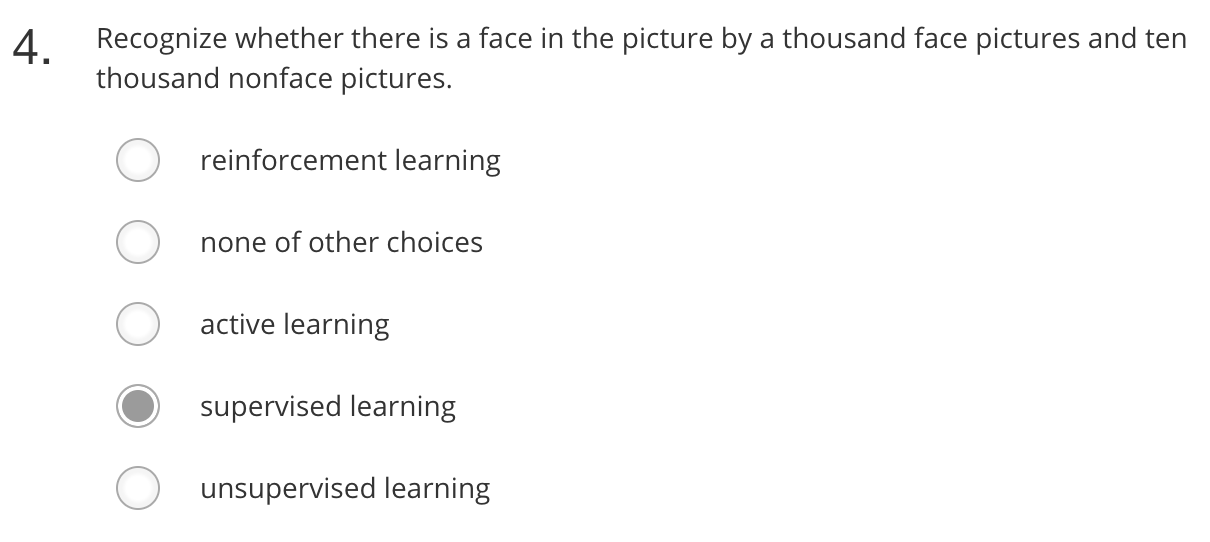 4.
Recognize whether there is a face in the picture by a thousand face pictures and ten
thousand nonface pictures.
reinforcement learning
none of other choices
active learning
supervised learning
unsupervised learning